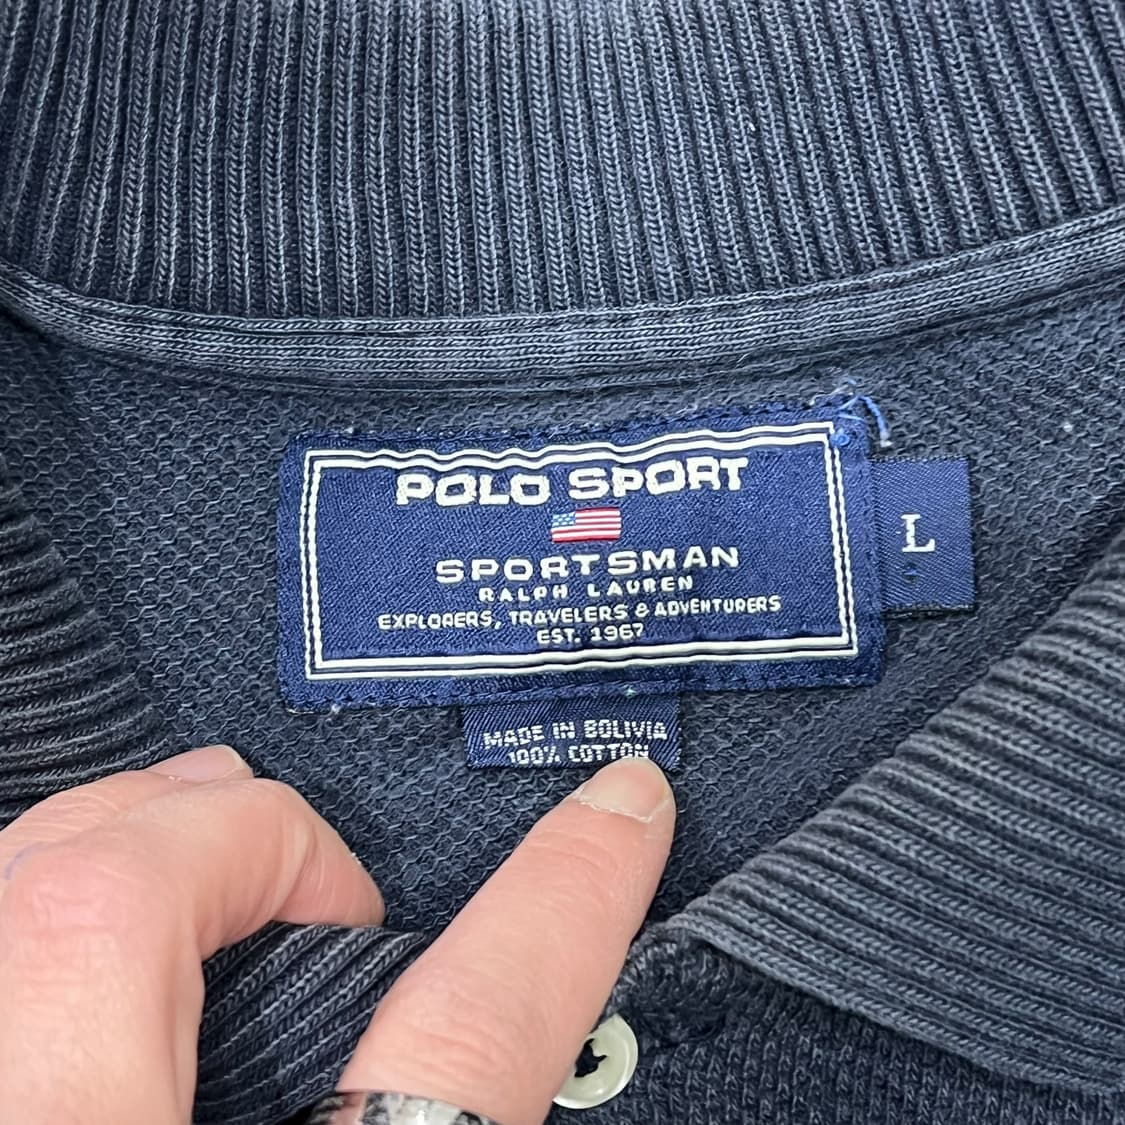 POLO SPORT
SPORTSMAN
RALPH LAUREN
EXPLORERS, TRAVELERS & ADVENTURERS
EST. 1967
L
MADE IN BOLIVIA
100% COTTON